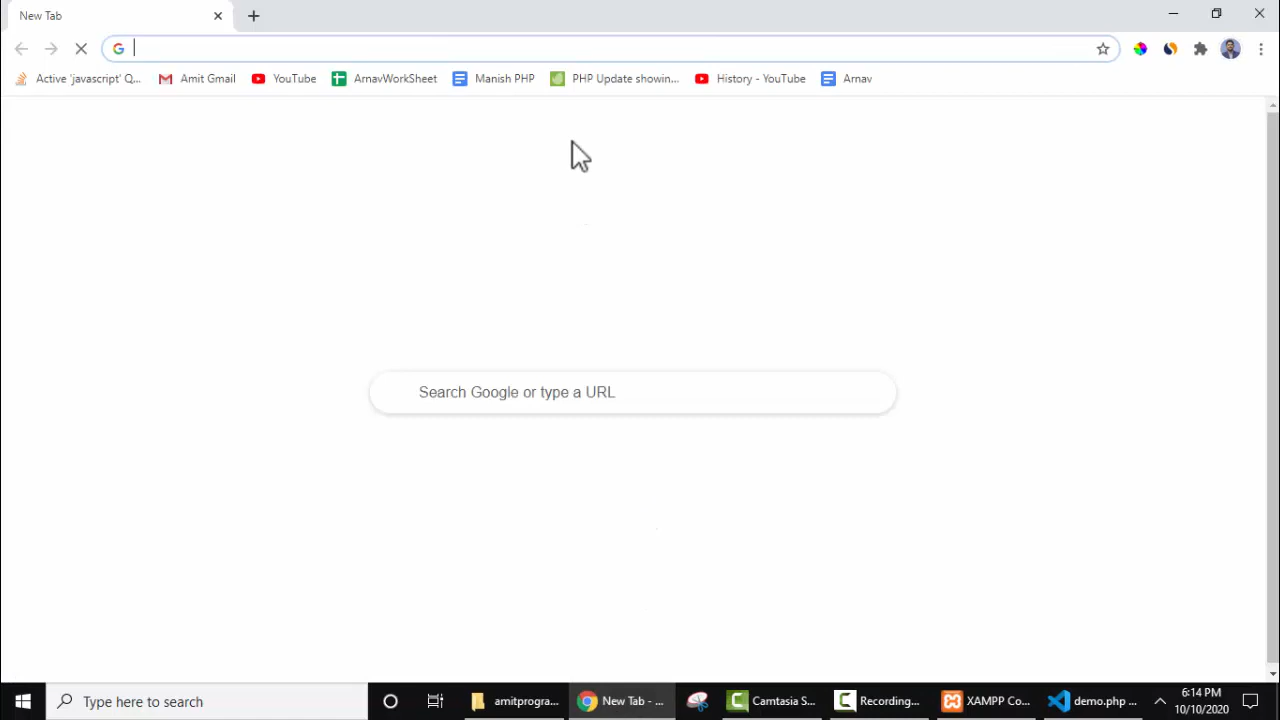 New Tab
Active 'javascript' Q...
Amit Gmail
YouTube
ArnavWorkSheet
Manish PHP
PHP Update showin...
History - YouTube
Arnav
Search Google or type a URL
Type here to search
amitprogram...
New Tab - ...
Camtasia S...
Recording...
XAMPP Co...
demo.php ...
6:14 PM
10/10/2020